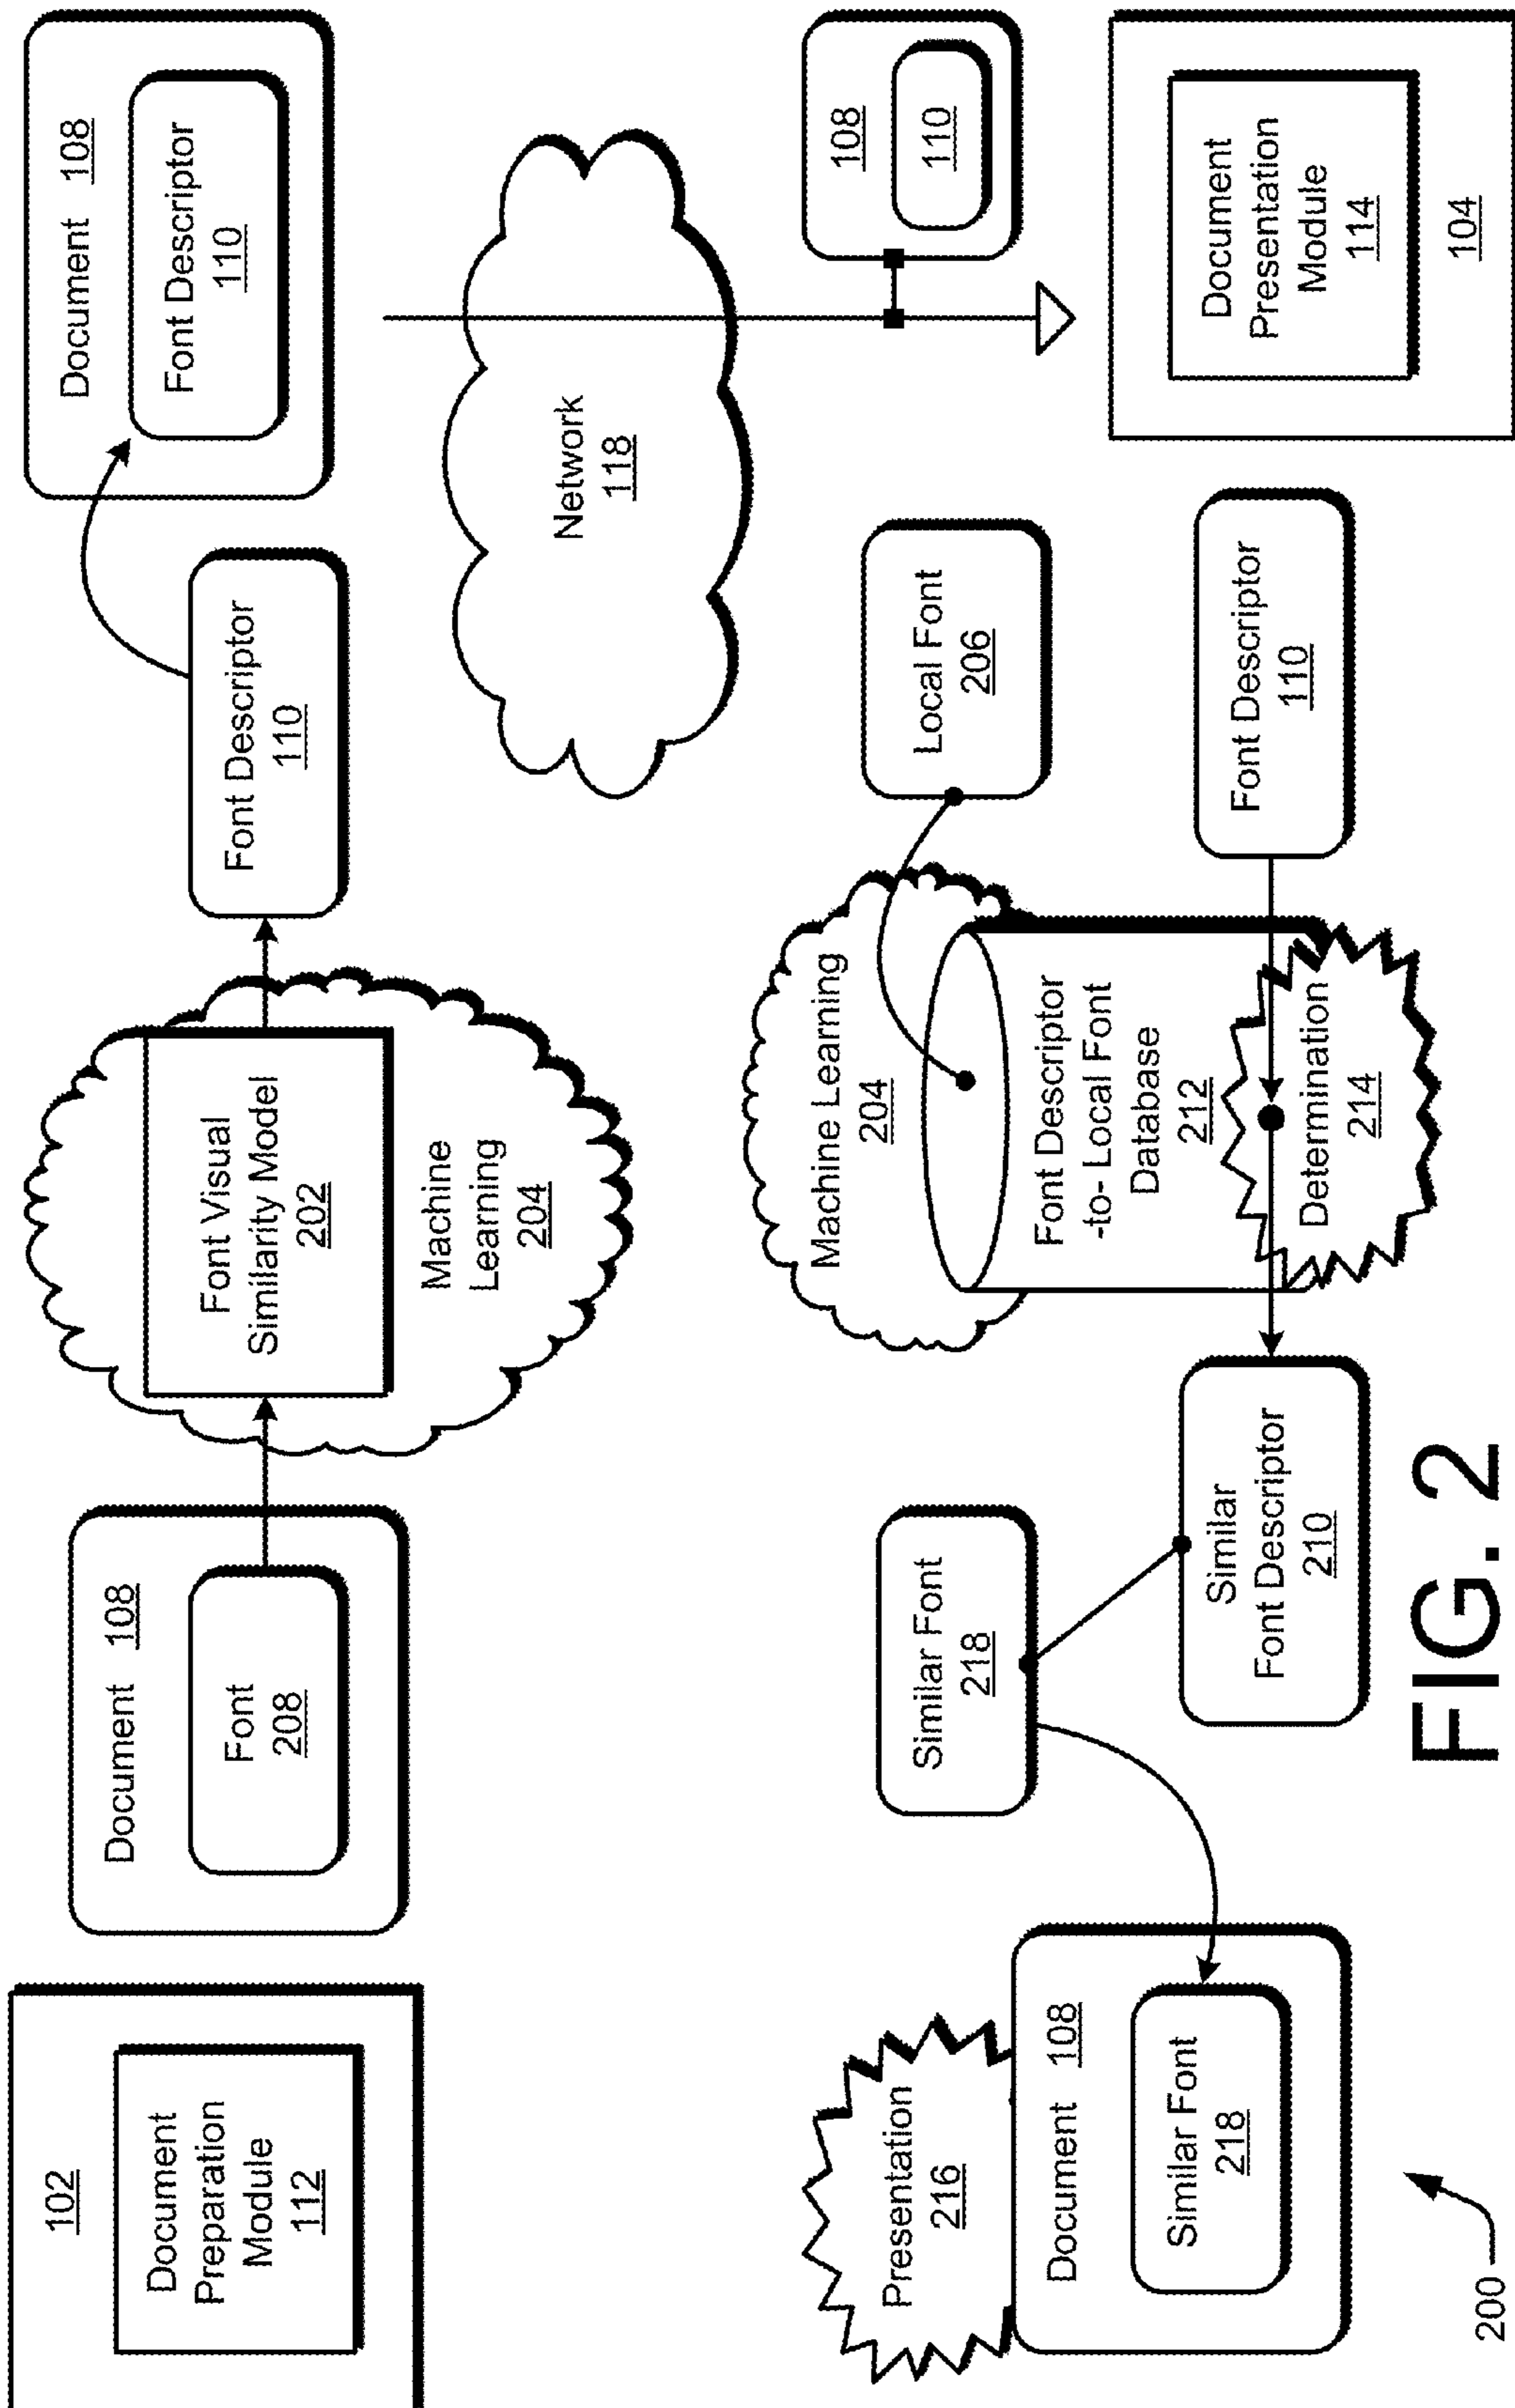 102
Document
Preparation
Module
112
Document 108
Font
208
Font Visual
Similarity Model
202
Machine
Learning
204
Font Descriptor
110
Document 108
Font Descriptor
110
Network
118
108
110
Document
Presentation
Module
114
104
Font Descriptor
110
Local Font
206
Machine Learning
204
Font Descriptor
-to- Local Font
Database
212
Determination
214
Similar
Font Descriptor
210
Similar Font
218
Presentation
216
Document 108
Similar Font
218
200
FIG. 2